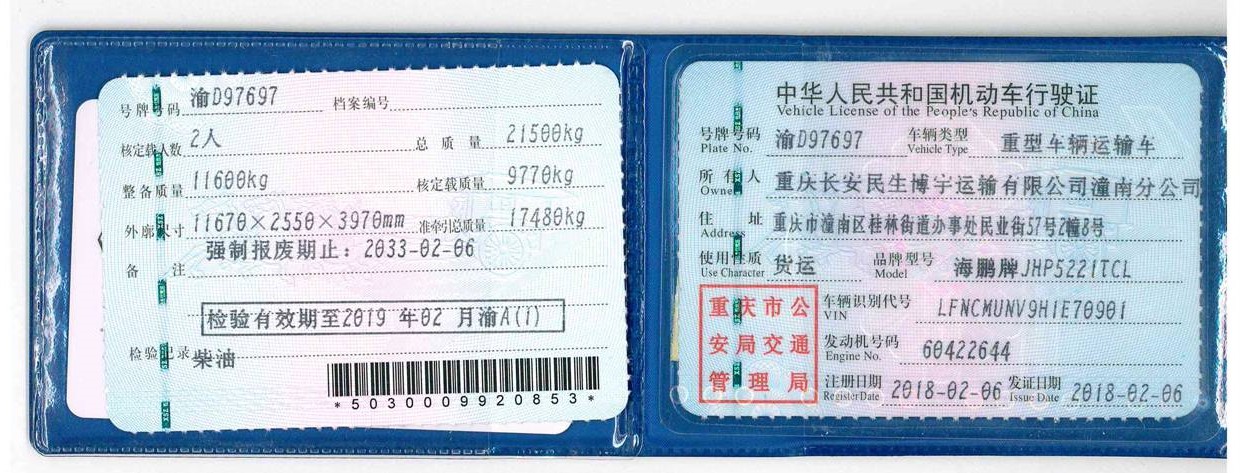 号牌号码 渝D97697 档案编号
核定载人数 2人 总质量 21500kg
整备质量 11600kg 核定载质量 9770kg
外廓尺寸 11670×2550×3970mm 准牵引总质量 17480kg
强制报废期止：2033-02-06
备注
检验有效期至2019 年02 月渝A(1)
检验记录 柴油
*5030009920853*
中华人民共和国机动车行驶证
Vehicle License of the People's Republic of China
号牌号码 渝D97697 车辆类型 重型车辆运输车
Plate No. Vehicle Type
所有人 重庆长安民生博宇运输有限公司潼南分公司
Owner
住址 重庆市潼南区桂林街道办事处民业街57号2幢8号
Address
使用性质 货运 品牌型号 海鹏牌JHP5221TCL
Use Character Model
重庆市公
安局交通
管理局
车辆识别代号 LFNCMUNV9H1E70901
VIN
发动机号码 60422644
Engine No.
注册日期 2018-02-06 发证日期 2018-02-06
Register Date Issue Date